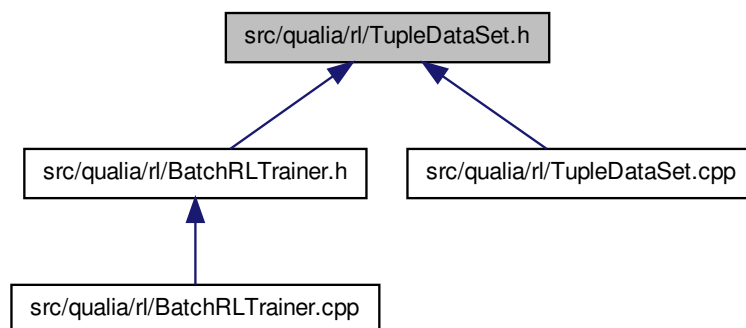 src/qualia/rl/TupleDataSet.h
src/qualia/rl/BatchRLTrainer.h
src/qualia/rl/TupleDataSet.cpp
src/qualia/rl/BatchRLTrainer.cpp